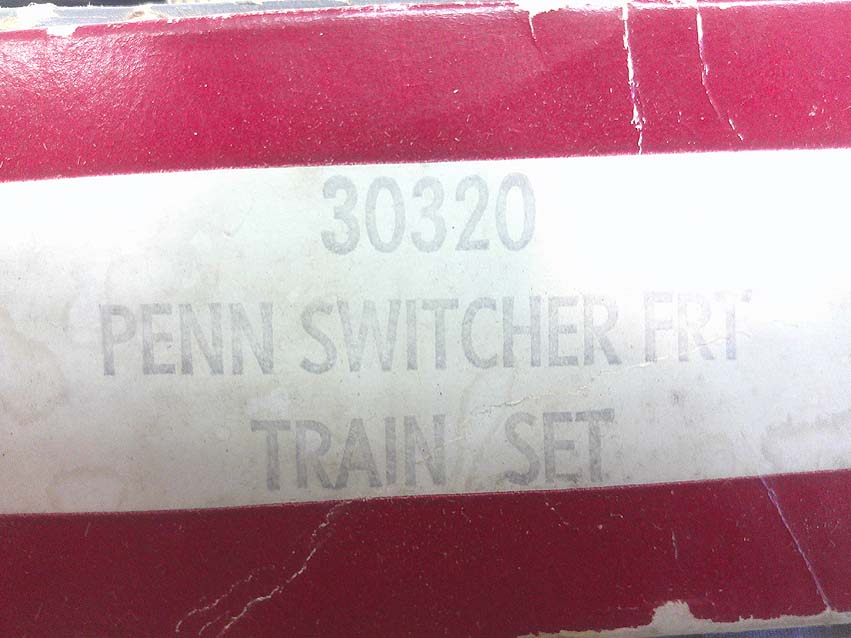 30320
PENN SWITCHER FRT
TRAIN SET